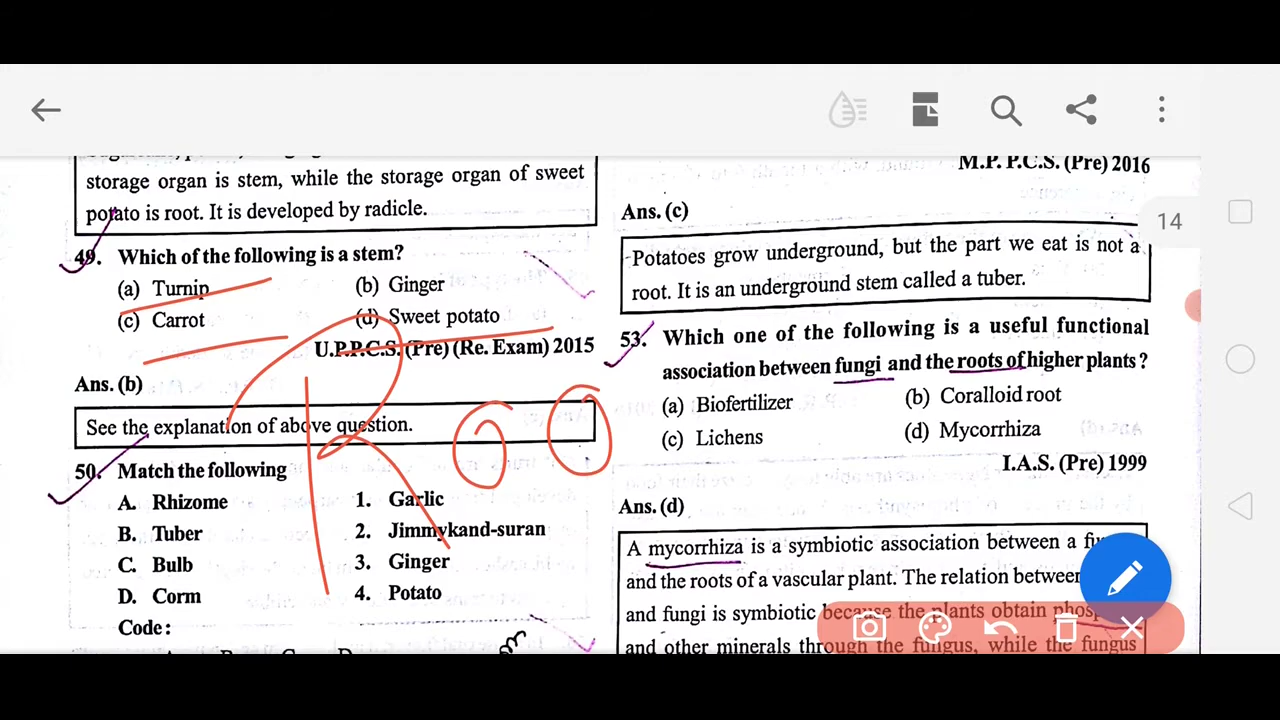 storage organ is stem, while the storage organ of sweet
potato is root. It is developed by radicle.
49. Which of the following is a stem?
(a) Turnip (b) Ginger
(c) Carrot (d) Sweet potato
U.P.P.C.S. (Pre) (Re. Exam) 2015
Ans. (b)
See the explanation of above question.
50. Match the following
A. Rhizome 1. Garlic
B. Tuber 2. Jimmykand-suran
C. Bulb 3. Ginger
D. Corm 4. Potato
Code:
Roo
M.P. P.C.S. (Pre) 2016
14
Ans. (c)
Potatoes grow underground, but the part we eat is not a
root. It is an underground stem called a tuber.
53. Which one of the following is a useful functional
association between fungi and the roots of higher plants?
(a) Biofertilizer (b) Coralloid root
(c) Lichens (d) Mycorrhiza
I.A.S. (Pre) 1999
Ans. (d)
A mycorrhiza is a symbiotic association between a
and the roots of a vascular plant. The relation between
and fungi is symbiotic because the plants obtain
and other minerals through the fungus, while the fungus